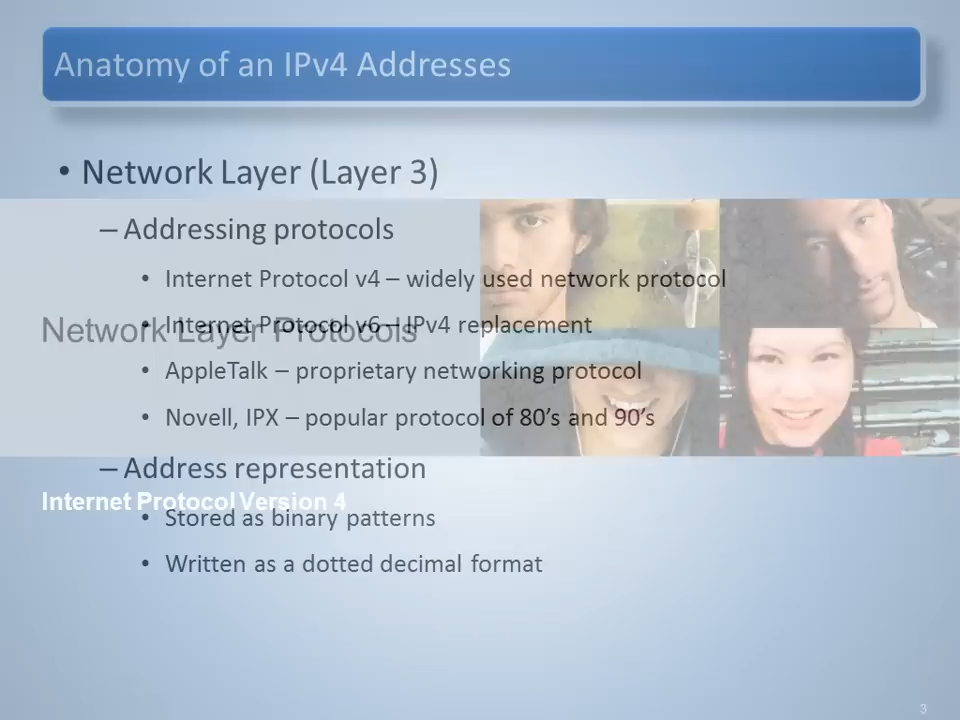 Anatomy of an IPv4 Addresses
• Network Layer (Layer 3)
– Addressing protocols
• Internet Protocol v4 – widely used network protocol
• Internet Protocol v6 – IPv4 replacement
Network Layer Protocols
• AppleTalk – proprietary networking protocol
• Novell, IPX – popular protocol of 80’s and 90’s
– Address representation
Internet Protocol Version 4
• Stored as binary patterns
• Written as a dotted decimal format
3